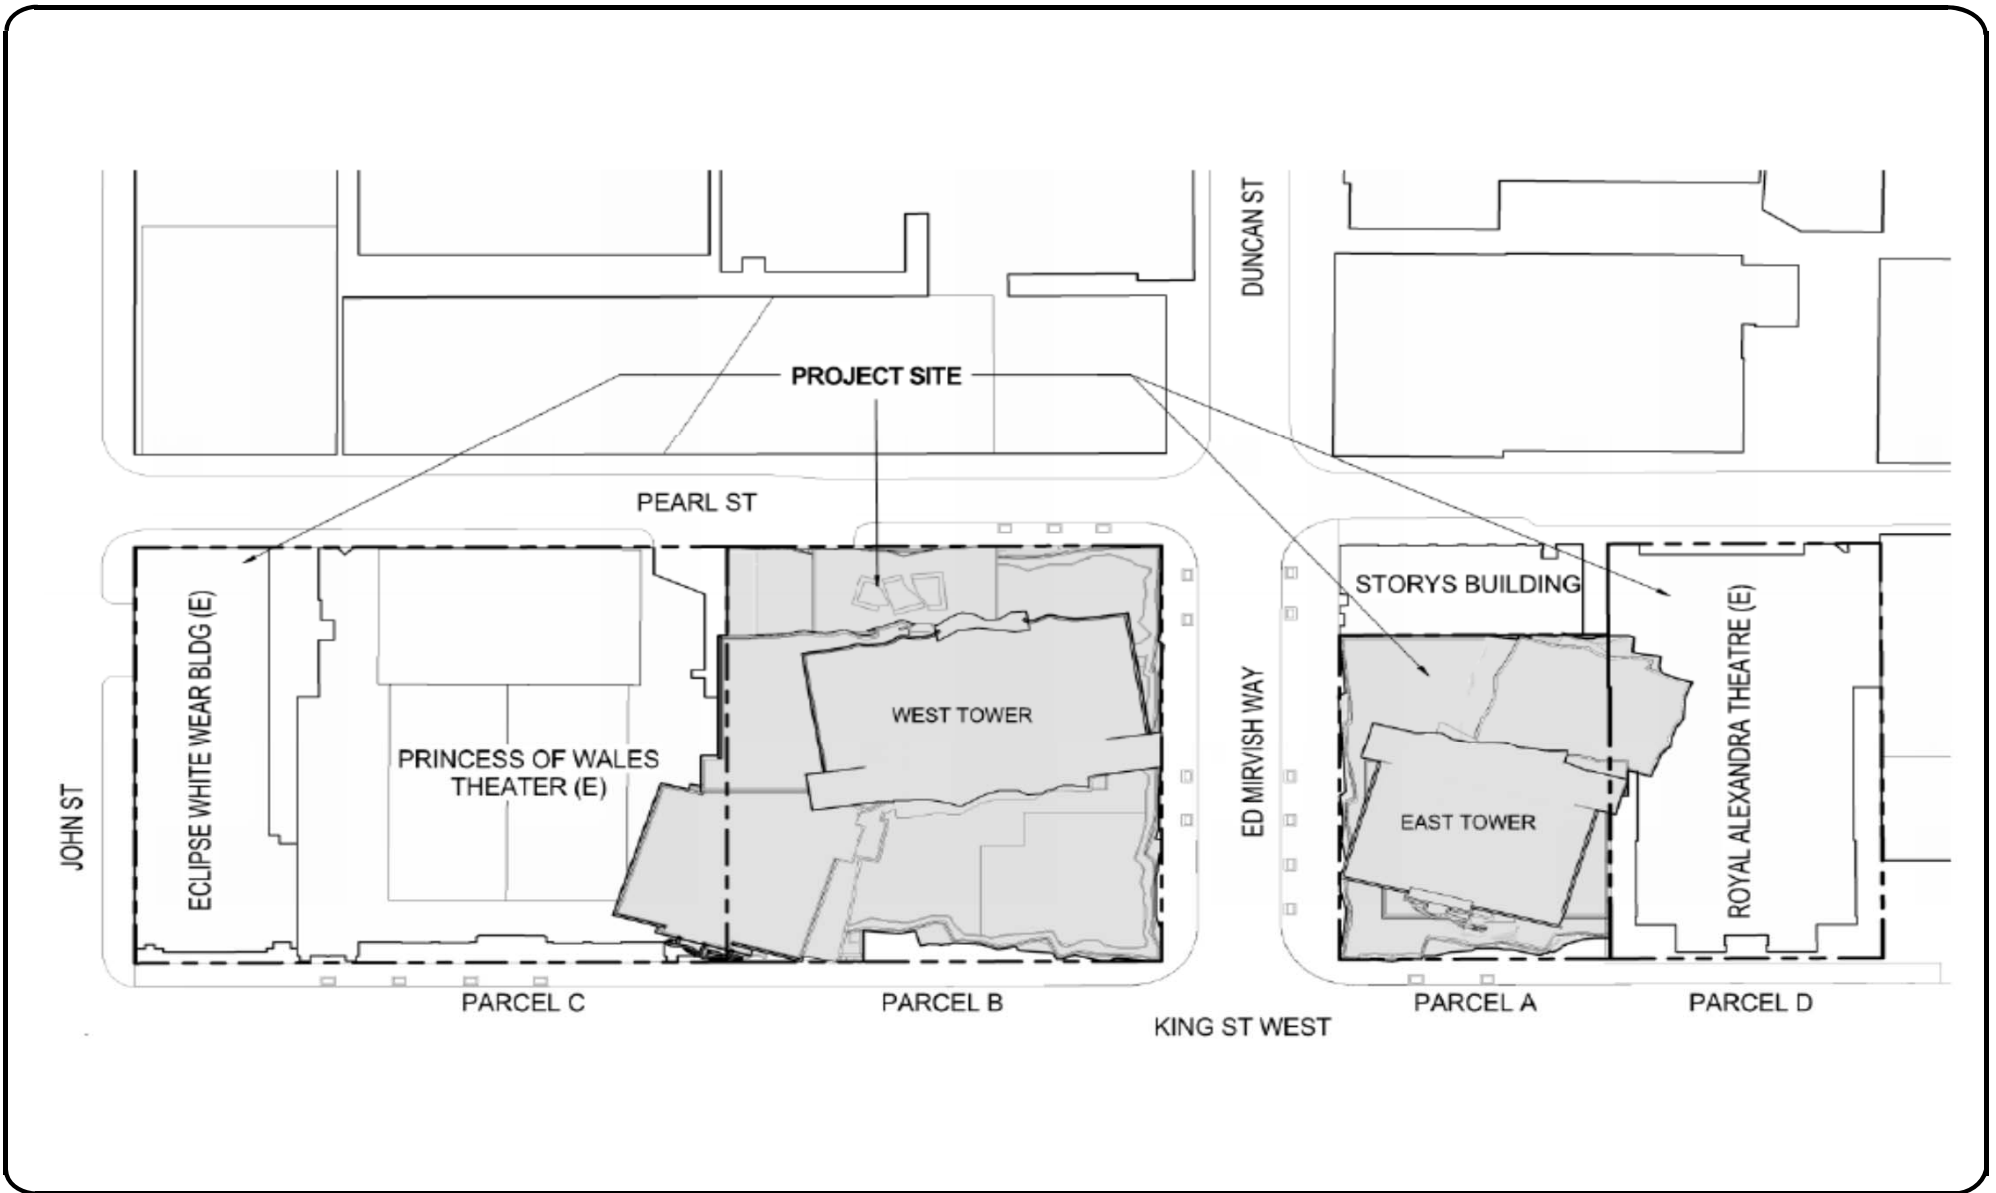 DUNCAN ST
PROJECT SITE
PEARL ST
STORYS BUILDING
ECLIPSE WHITE WEAR BLDG (E)
PRINCESS OF WALES
THEATER (E)
WEST TOWER
ED MIRVISH WAY
EAST TOWER
ROYAL ALEXANDRA THEATRE (E)
JOHN ST
PARCEL C
PARCEL B
PARCEL A
PARCEL D
KING ST WEST